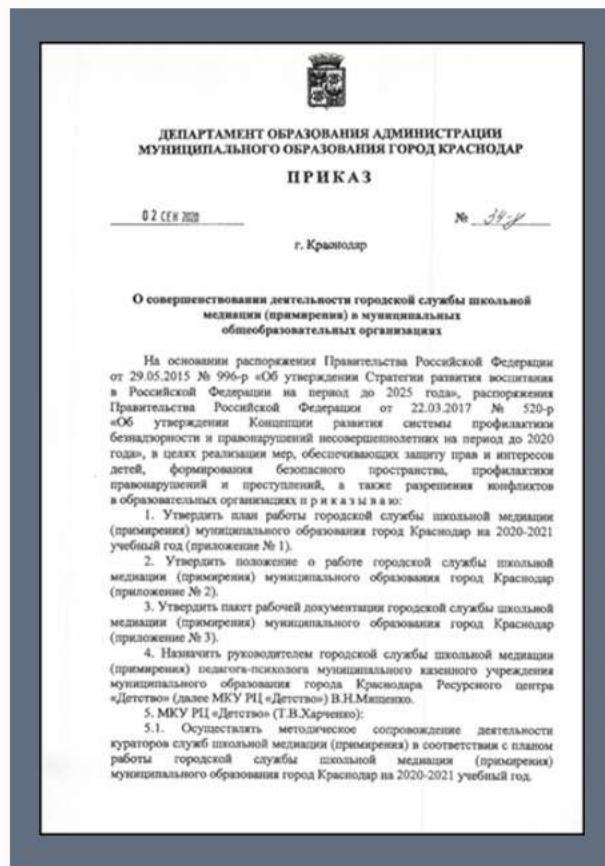 ДЕПАРТАМЕНТ ОБРАЗОВАНИЯ АДМИНИСТРАЦИИ
МУНИЦИПАЛЬНОГО ОБРАЗОВАНИЯ ГОРОД КРАСНОДАР
ПРИКАЗ
02 СЕН 2020 № 34-у
г. Краснодар
О совершенствовании деятельности городской службы школьной
медиации (примирения) в муниципальных
общеобразовательных организациях
На основании распоряжения Правительства Российской Федерации
от 29.05.2015 № 996-р «Об утверждении Стратегии развития воспитания
в Российской Федерации на период до 2025 года», распоряжения
Правительства Российской Федерации от 22.03.2017 № 520-р
«Об утверждении Концепции развития системы профилактики
безнадзорности и правонарушений несовершеннолетних на период до 2020
года», в целях реализации мер, обеспечивающих защиту прав и интересов
детей, формирования безопасного пространства, профилактики
правонарушений и преступлений, а также разрешения конфликтов
в образовательных организациях п р и к а з ы в а ю:
1. Утвердить план работы городской службы школьной медиации
(примирения) муниципального образования город Краснодар на 2020-2021
учебный год (приложение № 1).
2. Утвердить положение о работе городской службы школьной
медиации (примирения) муниципального образования город Краснодар
(приложение № 2).
3. Утвердить пакет рабочей документации городской службы школьной
медиации (примирения) муниципального образования город Краснодар
(приложение № 3).
4. Назначить руководителем городской службы школьной медиации
(примирения) педагога-психолога муниципального казенного учреждения
муниципального образования города Краснодара Ресурсного центра
«Детство» (далее МКУ РЦ «Детство») В.Н.Мищенко.
5. МКУ РЦ «Детство» (Т.В.Харченко):
5.1. Осуществлять методическое сопровождение деятельности
кураторов служб школьной медиации (примирения) в соответствии с планом
работы городской службы школьной медиации (примирения)
муниципального образования город Краснодар на 2020-2021 учебный год.